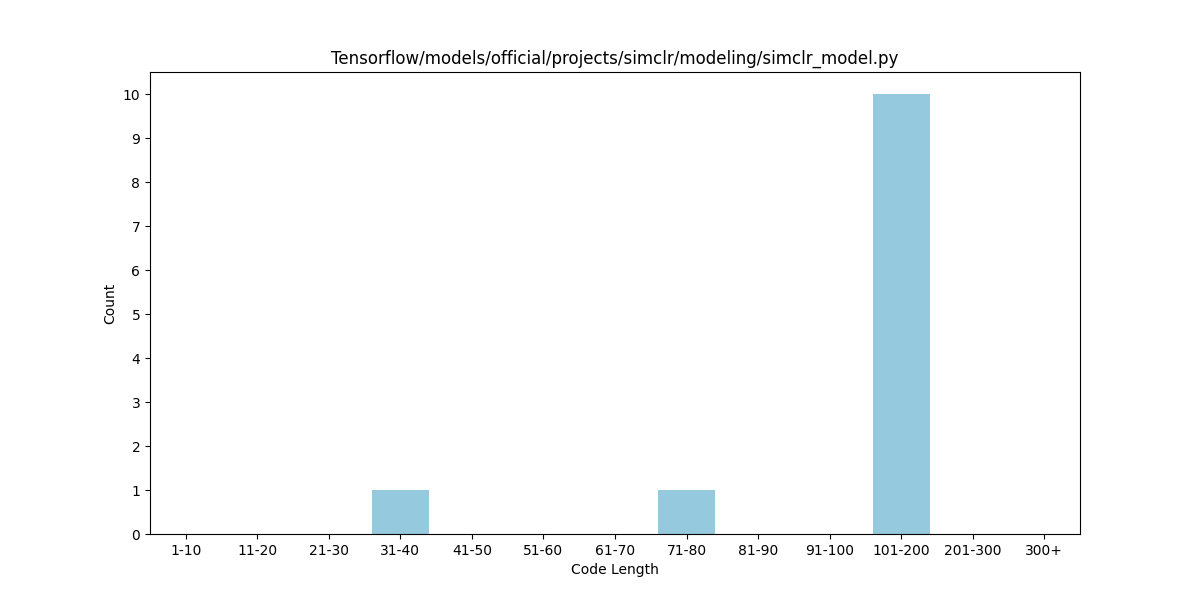 Tensorflow/models/official/projects/simclr/modeling/simclr_model.py
10
9
8
7
6
5
4
3
2
1
0
Count
1-10 11-20 21-30 31-40 41-50 51-60 61-70 71-80 81-90 91-100 101-200 201-300 300+
Code Length